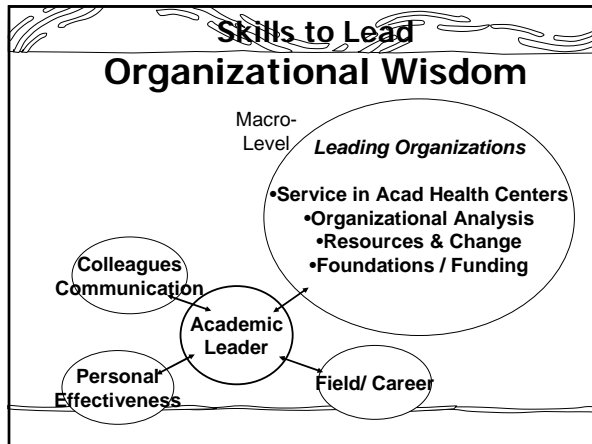 Skills to Lead
Organizational Wisdom
Macro-
Level
Leading Organizations
•Service in Acad Health Centers
•Organizational Analysis
•Resources & Change
•Foundations / Funding
Colleagues
Communication
Academic
Leader
Personal
Effectiveness
Field/ Career